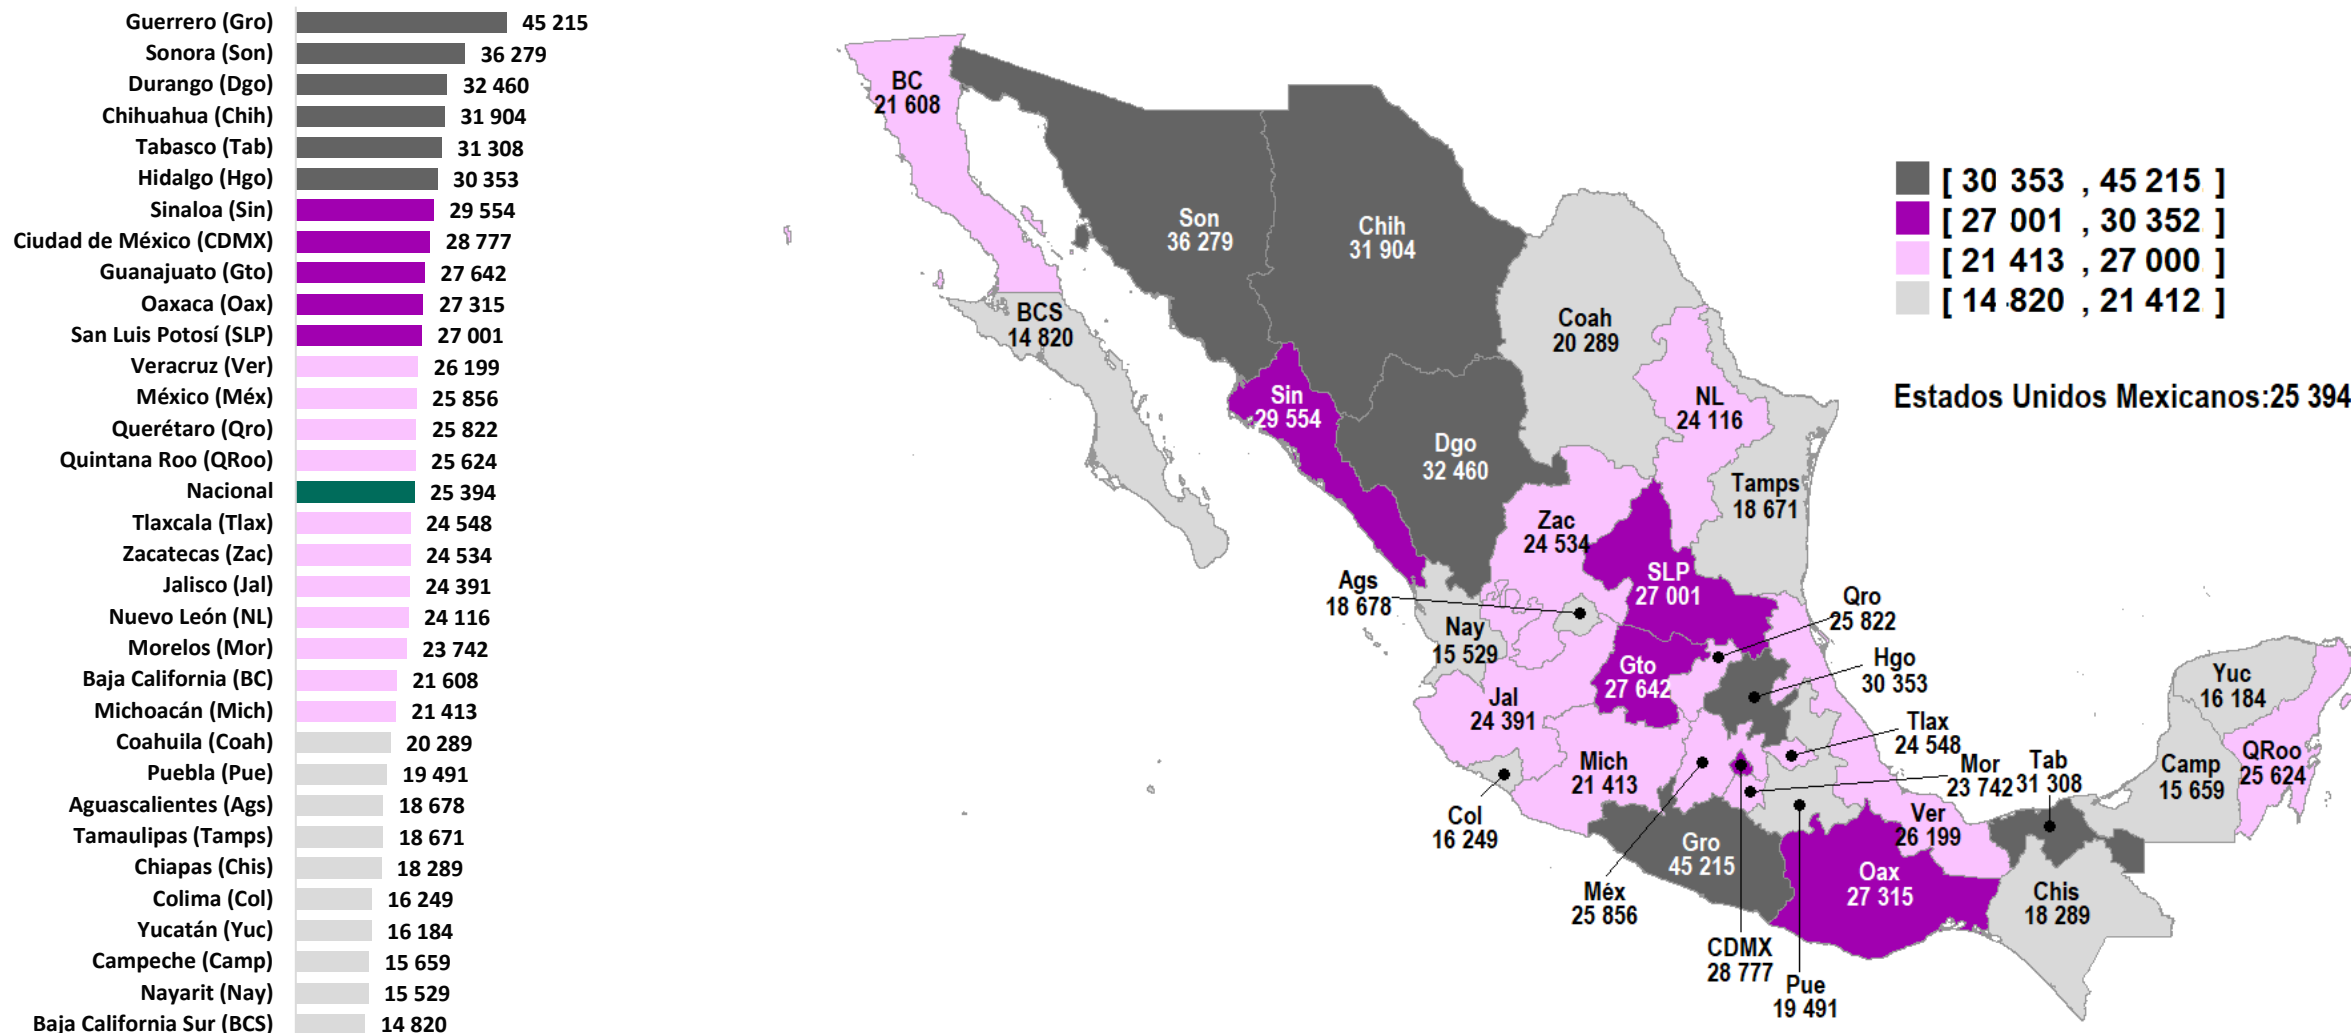 Guerrero (Gro) 45 215
Sonora (Son) 36 279
Durango (Dgo) 32 460
Chihuahua (Chih) 31 904
Tabasco (Tab) 31 308
Hidalgo (Hgo) 30 353
Sinaloa (Sin) 29 554
Ciudad de México (CDMX) 28 777
Guanajuato (Gto) 27 642
Oaxaca (Oax) 27 315
San Luis Potosí (SLP) 27 001
Veracruz (Ver) 26 199
México (Méx) 25 856
Querétaro (Qro) 25 822
Quintana Roo (QRoo) 25 624
Nacional 25 394
Tlaxcala (Tlax) 24 548
Zacatecas (Zac) 24 534
Jalisco (Jal) 24 391
Nuevo León (NL) 24 116
Morelos (Mor) 23 742
Baja California (BC) 21 608
Michoacán (Mich) 21 413
Coahuila (Coah) 20 289
Puebla (Pue) 19 491
Aguascalientes (Ags) 18 678
Tamaulipas (Tamps) 18 671
Chiapas (Chis) 18 289
Colima (Col) 16 249
Yucatán (Yuc) 16 184
Campeche (Camp) 15 659
Nayarit (Nay) 15 529
Baja California Sur (BCS) 14 820
BC
21 608
Son
36 279
Chih
31 904
BCS
14 820
Coah
20 289
Sin
29 554
NL
24 116
Dgo
32 460
Tamps
18 671
Zac
24 534
SLP
27 001
Ags
18 678
Qro
25 822
Nay
15 529
Gto
27 642
Hgo
30 353
Yuc
16 184
Jal
24 391
Tlax
24 548
QRoo
25 624
Mich
21 413
Mor
23 742
Tab
31 308
Camp
15 659
Col
16 249
Ver
26 199
Gro
45 215
Oax
27 315
Méx
25 856
Chis
18 289
CDMX
28 777
Pue
19 491
[ 30 353 , 45 215 ]
[ 27 001 , 30 352 ]
[ 21 413 , 27 000 ]
[ 14 820 , 21 412 ]
Estados Unidos Mexicanos:25 394